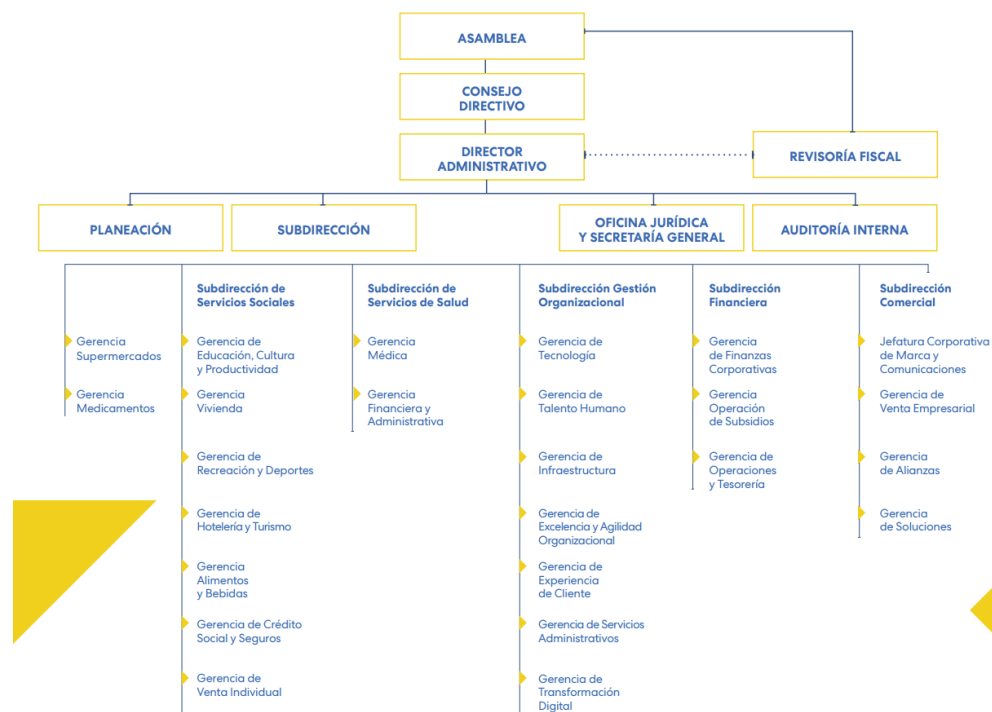 ASAMBLEA
CONSEJO
DIRECTIVO
DIRECTOR
ADMINISTRATIVO
REVISORÍA FISCAL
PLANEACIÓN
SUBDIRECCIÓN
OFICINA JURÍDICA
Y SECRETARÍA GENERAL
AUDITORÍA INTERNA
Gerencia
Supermercados
Gerencia
Medicamentos
Subdirección de
Servicios Sociales
Gerencia de
Educación, Cultura
y Productividad
Gerencia
Vivienda
Gerencia de
Recreación y Deportes
Gerencia de
Hotelería y Turismo
Gerencia
Alimentos
y Bebidas
Gerencia de Crédito
Social y Seguros
Gerencia de
Venta Individual
Subdirección de
Servicios de Salud
Gerencia
Médica
Gerencia
Financiera y
Administrativa
Subdirección Gestión
Organizacional
Gerencia de
Tecnología
Gerencia de
Talento Humano
Gerencia de
Infraestructura
Gerencia de
Excelencia y Agilidad
Organizacional
Gerencia de
Experiencia
de Cliente
Gerencia de Servicios
Administrativos
Gerencia de
Transformación
Digital
Subdirección
Financiera
Gerencia
de Finanzas
Corporativas
Gerencia
Operación
de Subsidios
Gerencia de
Operaciones
y Tesorería
Subdirección
Comercial
Jefatura Corporativa
de Marca y
Comunicaciones
Gerencia de
Venta Empresarial
Gerencia
de Alianzas
Gerencia
de Soluciones